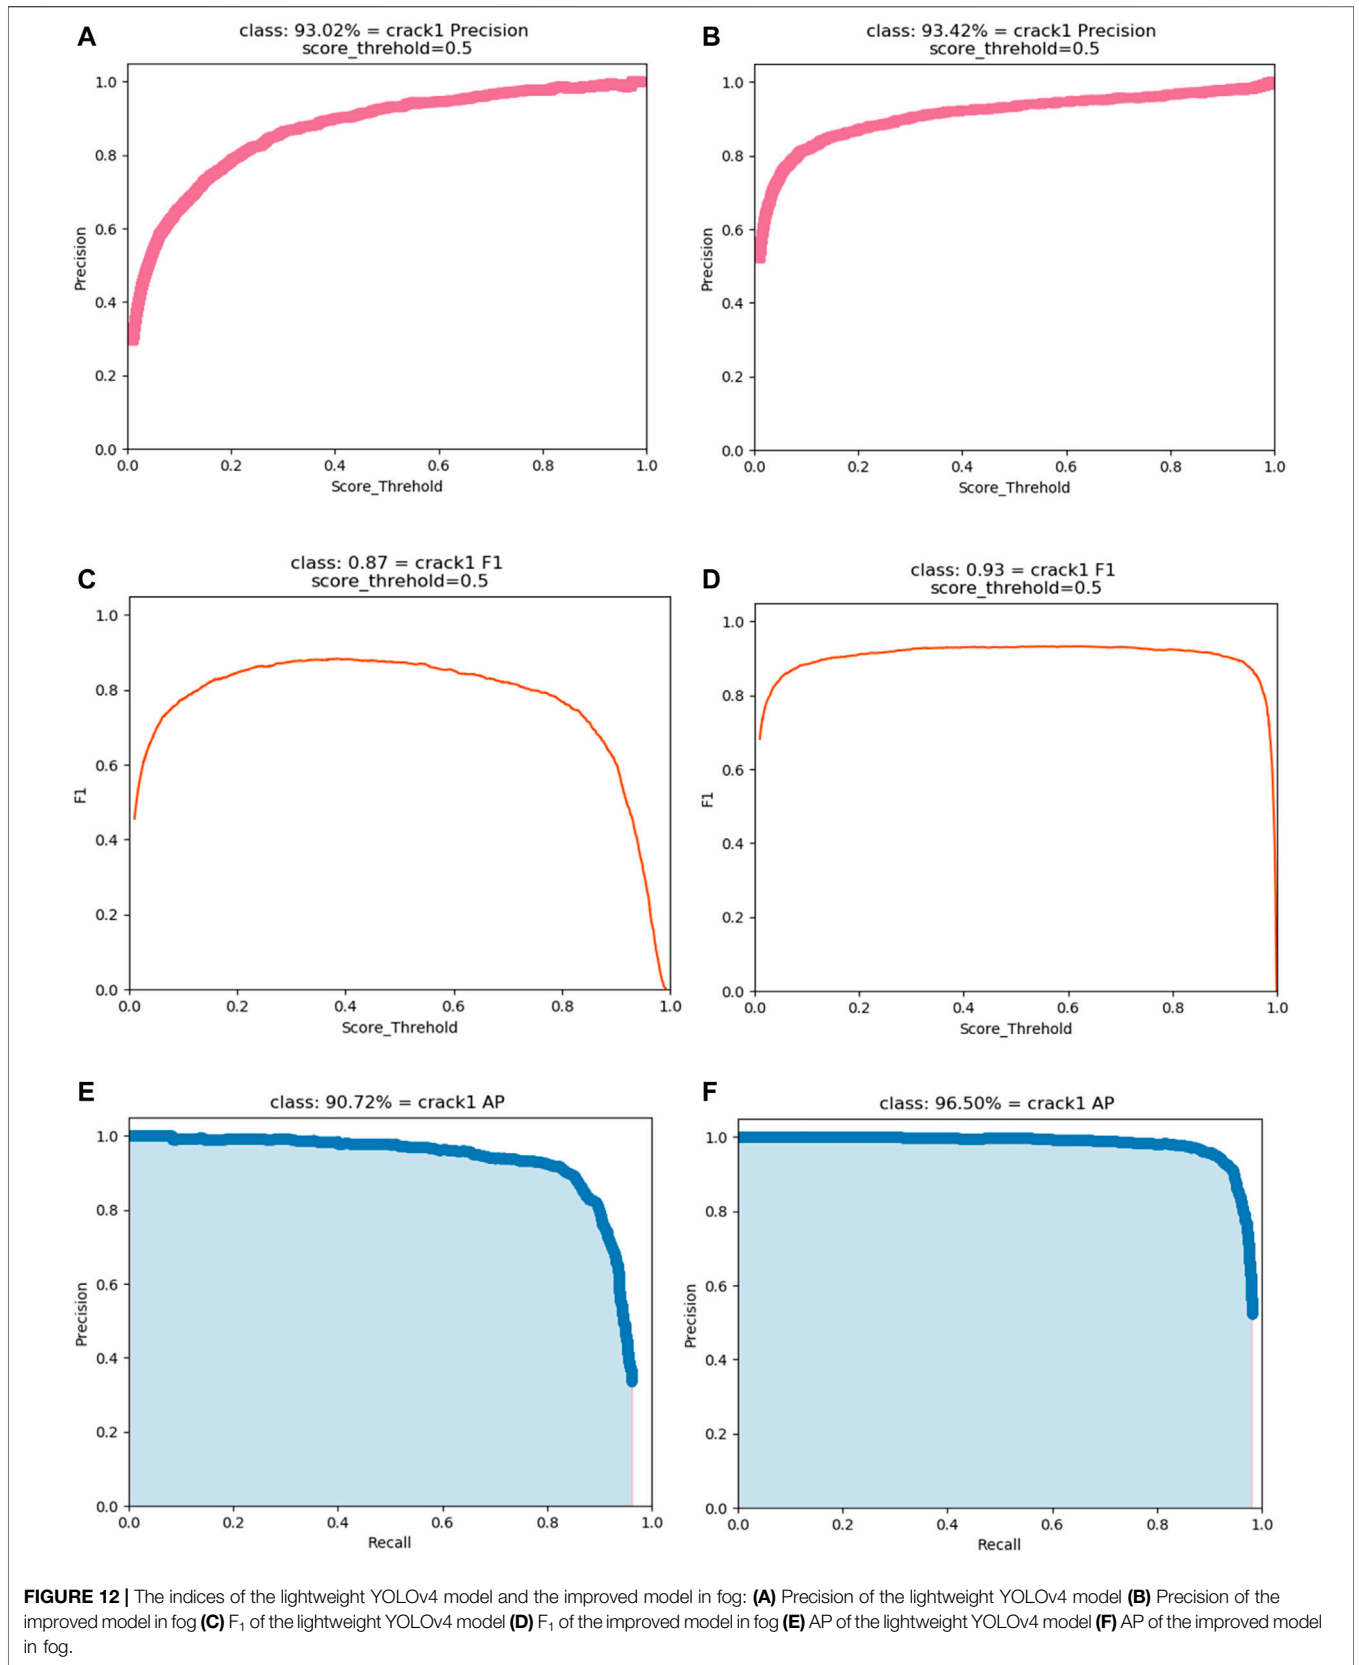 A
class: 93.02% = crack1 Precision
score_threhold=0.5
1.0
0.8
0.6
0.4
0.2
0.0
Precision
0.0 0.2 0.4 0.6 0.8 1.0
Score_Threhold
B
class: 93.42% = crack1 Precision
score_threhold=0.5
1.0
0.8
0.6
0.4
0.2
0.0
Precision
0.0 0.2 0.4 0.6 0.8 1.0
Score_Threhold
C
class: 0.87 = crack1 F1
score_threhold=0.5
1.0
0.8
0.6
0.4
0.2
0.0
F1
0.0 0.2 0.4 0.6 0.8 1.0
Score_Threhold
D
class: 0.93 = crack1 F1
score_threhold=0.5
1.0
0.8
0.6
0.4
0.2
0.0
F1
0.0 0.2 0.4 0.6 0.8 1.0
Score_Threhold
E
class: 90.72% = crack1 AP
1.0
0.8
0.6
0.4
0.2
0.0
Precision
0.0 0.2 0.4 0.6 0.8 1.0
Recall
F
class: 96.50% = crack1 AP
1.0
0.8
0.6
0.4
0.2
0.0
Precision
0.0 0.2 0.4 0.6 0.8 1.0
Recall
FIGURE 12 | The indices of the lightweight YOLOv4 model and the improved model in fog: (A) Precision of the lightweight YOLOv4 model (B) Precision of the
improved model in fog (C) F₁ of the lightweight YOLOv4 model (D) F₁ of the improved model in fog (E) AP of the lightweight YOLOv4 model (F) AP of the improved model
in fog.